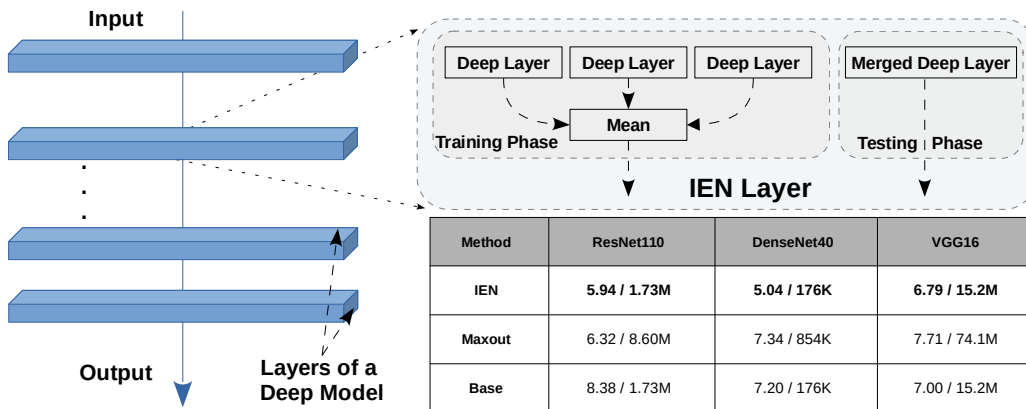 Input
Output
Layers of a
Deep Model
Deep Layer
Deep Layer
Deep Layer
Mean
Training Phase
Merged Deep Layer
Testing Phase
IEN Layer
Method ResNet110 DenseNet40 VGG16
IEN 5.94 / 1.73M 5.04 / 176K 6.79 / 15.2M
Maxout 6.32 / 8.60M 7.34 / 854K 7.71 / 74.1M
Base 8.38 / 1.73M 7.20 / 176K 7.00 / 15.2M